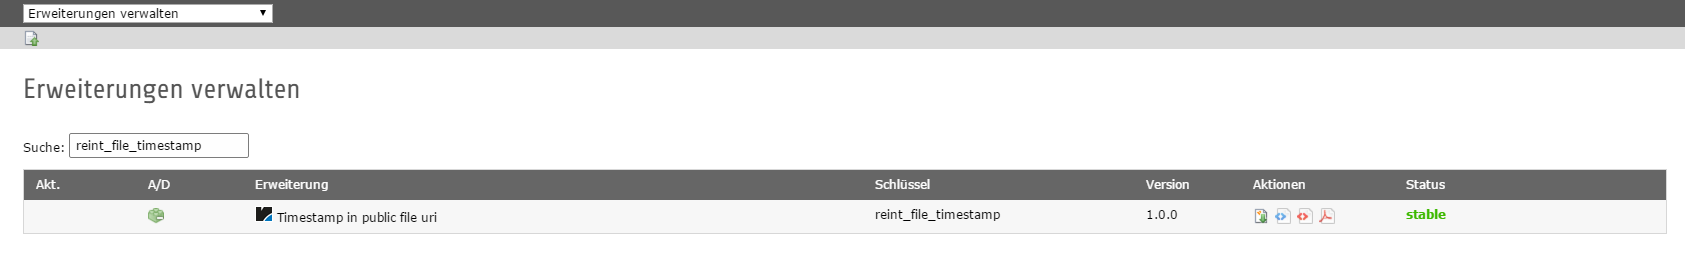 Erweiterungen verwalten
Erweiterungen verwalten
Suche: reint_file_timestamp
Akt. A/D Erweiterung Schlüssel Version Aktionen Status
Timestamp in public file uri reint_file_timestamp 1.0.0 stable